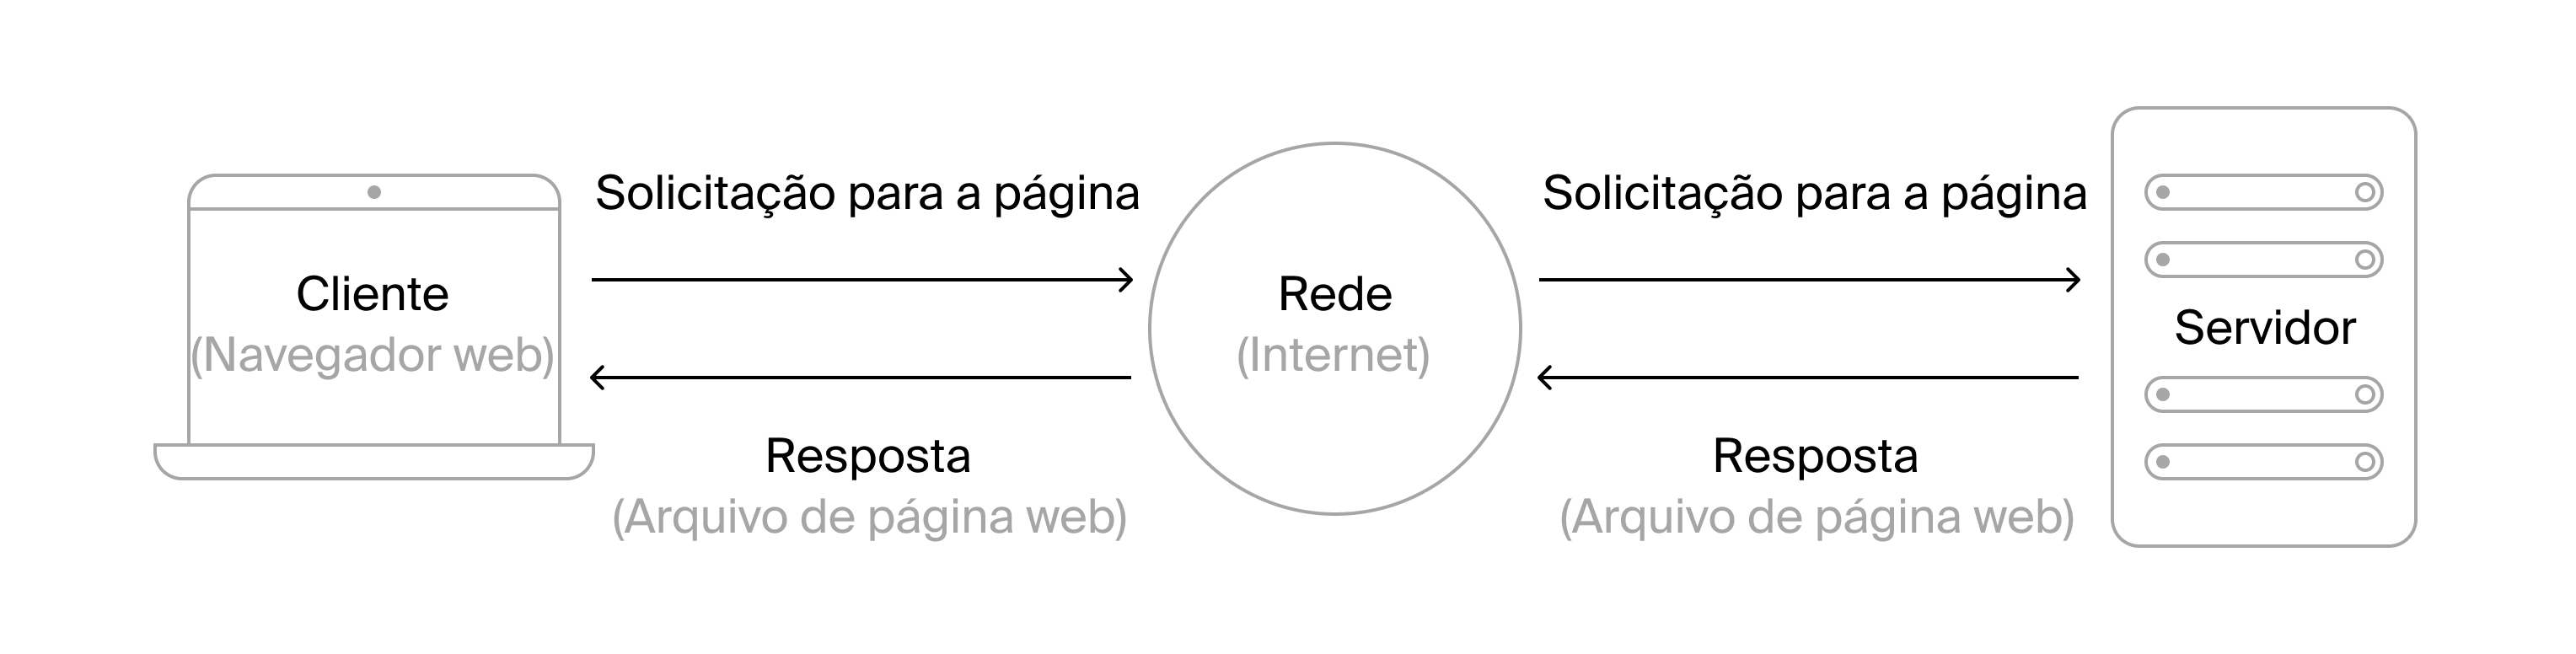 Cliente
(Navegador web)
Solicitação para a página
Resposta
(Arquivo de página web)
Rede
(Internet)
Solicitação para a página
Resposta
(Arquivo de página web)
Servidor